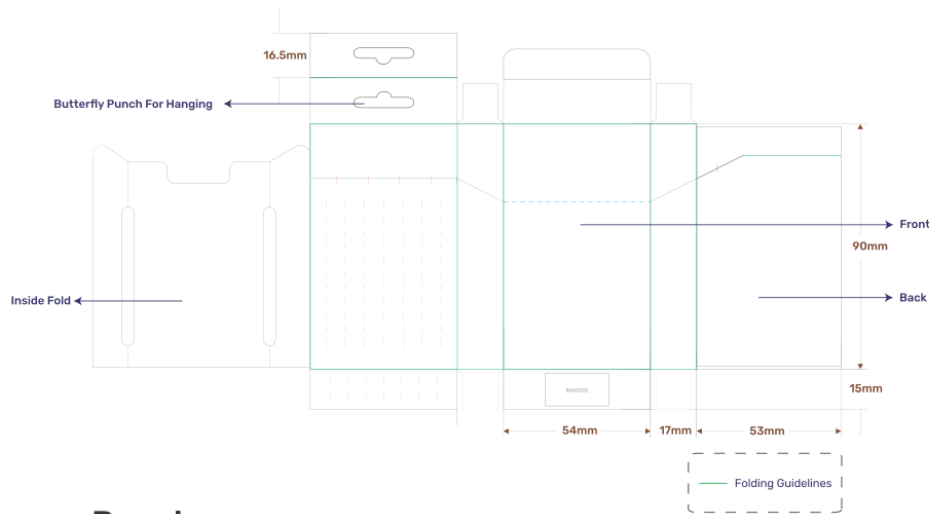 16.5mm
Butterfly Punch For Hanging
Front
90mm
Inside Fold
Back
BARCODE
15mm
54mm
17mm
53mm
Folding Guidelines